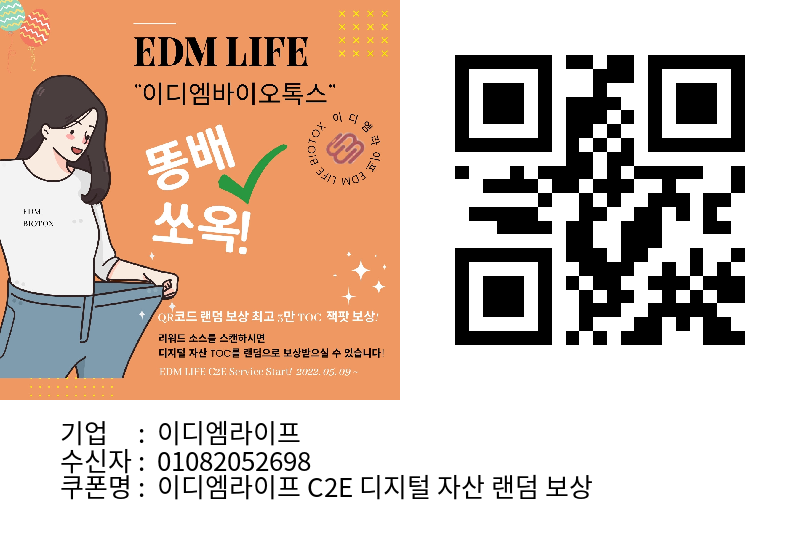 EDM LIFE
"이디엠바이오톡스"
이디엠라이프 EDM LIFE BIOTOX
똥배
쏘옥!
EDM
BIOTOX
QR코드 랜덤 보상 최고 5만 TOC 잭팟 보상!
리워드 소스를 스캔하시면
디지털 자산 TOC를 랜덤으로 보상받으실 수 있습니다!
EDM LIFE C2E Service Start! 2022. 05. 09 ~
기업 : 이디엠라이프
수신자 : 01082052698
쿠폰명 : 이디엠라이프 C2E 디지털 자산 랜덤 보상